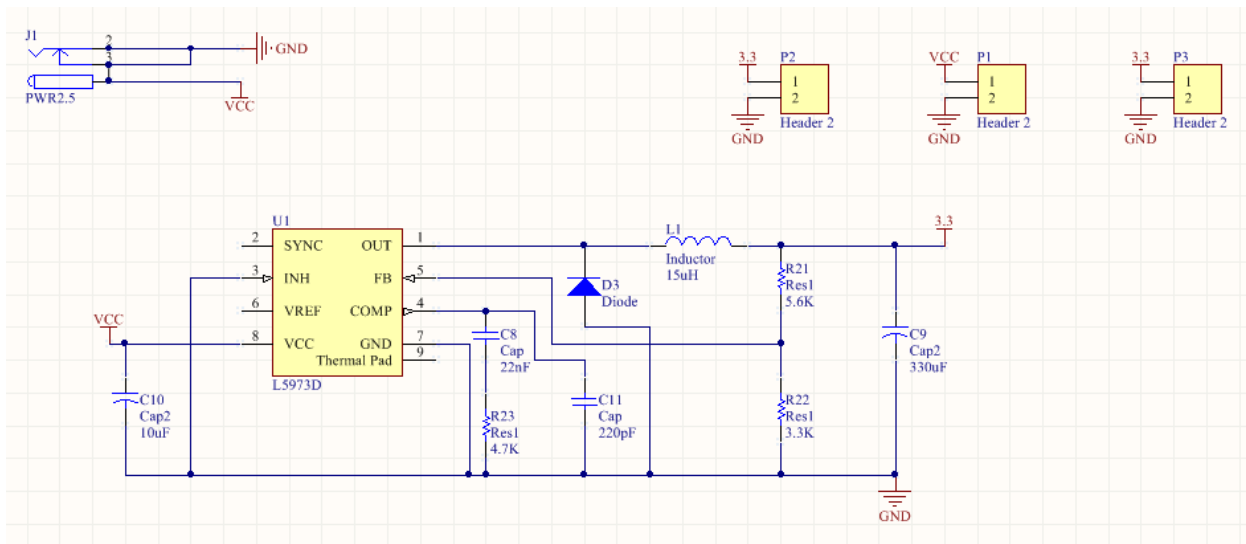 J1
2
3
GND
PWR2.5
VCC
3.3
P2
1
2
GND
Header 2
VCC
P1
1
2
GND
Header 2
3.3
P3
1
2
GND
Header 2
U1
2 SYNC OUT 1
3 INH FB 5
6 VREF COMP 4
8 VCC GND 7
Thermal Pad 9
L5973D
VCC
C10
Cap2
10uF
C8
Cap
22nF
R23
Res1
4.7K
C11
Cap
220pF
D3
Diode
L1
Inductor
15uH
R21
Res1
5.6K
R22
Res1
3.3K
3.3
C9
Cap2
330uF
GND